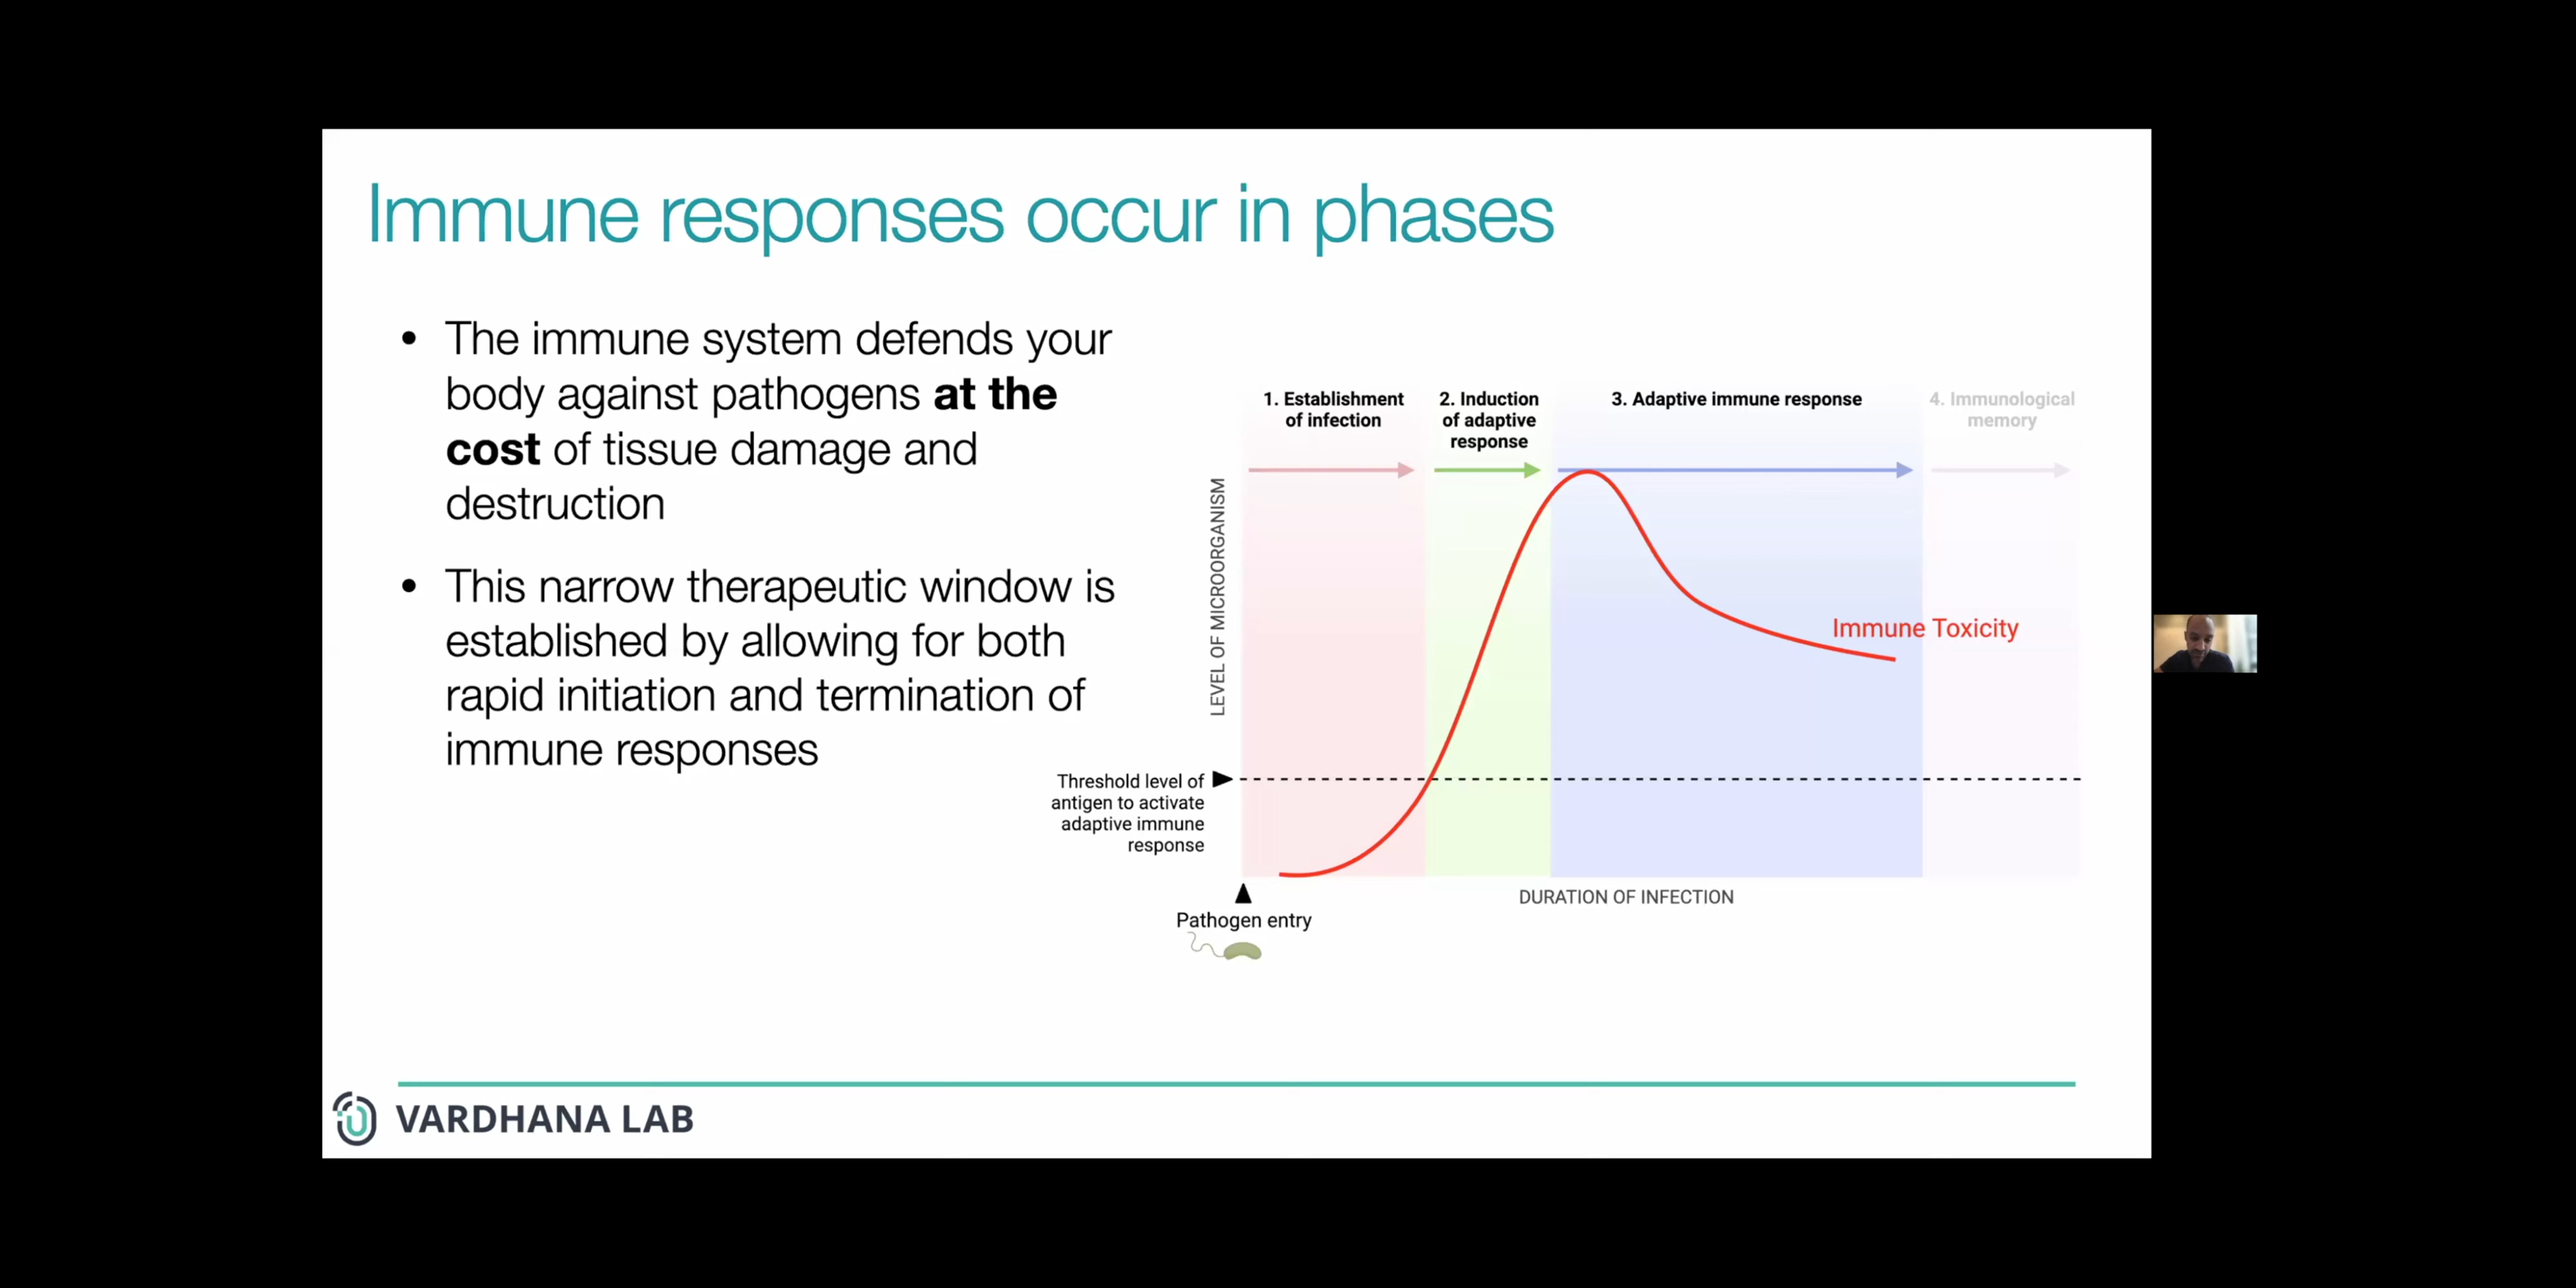 Immune responses occur in phases
• The immune system defends your
body against pathogens at the
cost of tissue damage and
destruction
• This narrow therapeutic window is
established by allowing for both
rapid initiation and termination of
immune responses
1. Establishment
of infection
2. Induction
of adaptive
response
3. Adaptive immune response
4. Immunological
memory
LEVEL OF MICROORGANISM
Immune Toxicity
Threshold level of
antigen to activate
adaptive immune
response
DURATION OF INFECTION
Pathogen entry
VARDHANA LAB